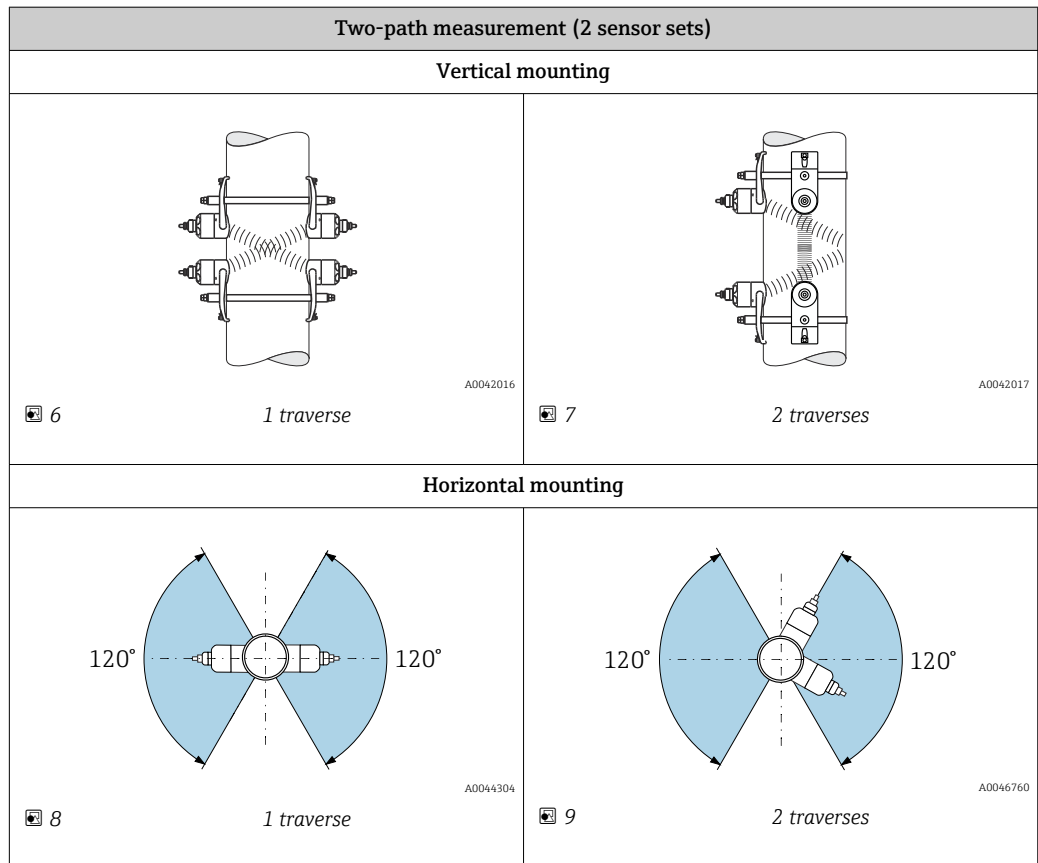 Two-path measurement (2 sensor sets)
Vertical mounting
A0042016
6 1 traverse
A0042017
7 2 traverses
Horizontal mounting
120° 120°
A0044304
8 1 traverse
120° 120°
A0046760
9 2 traverses